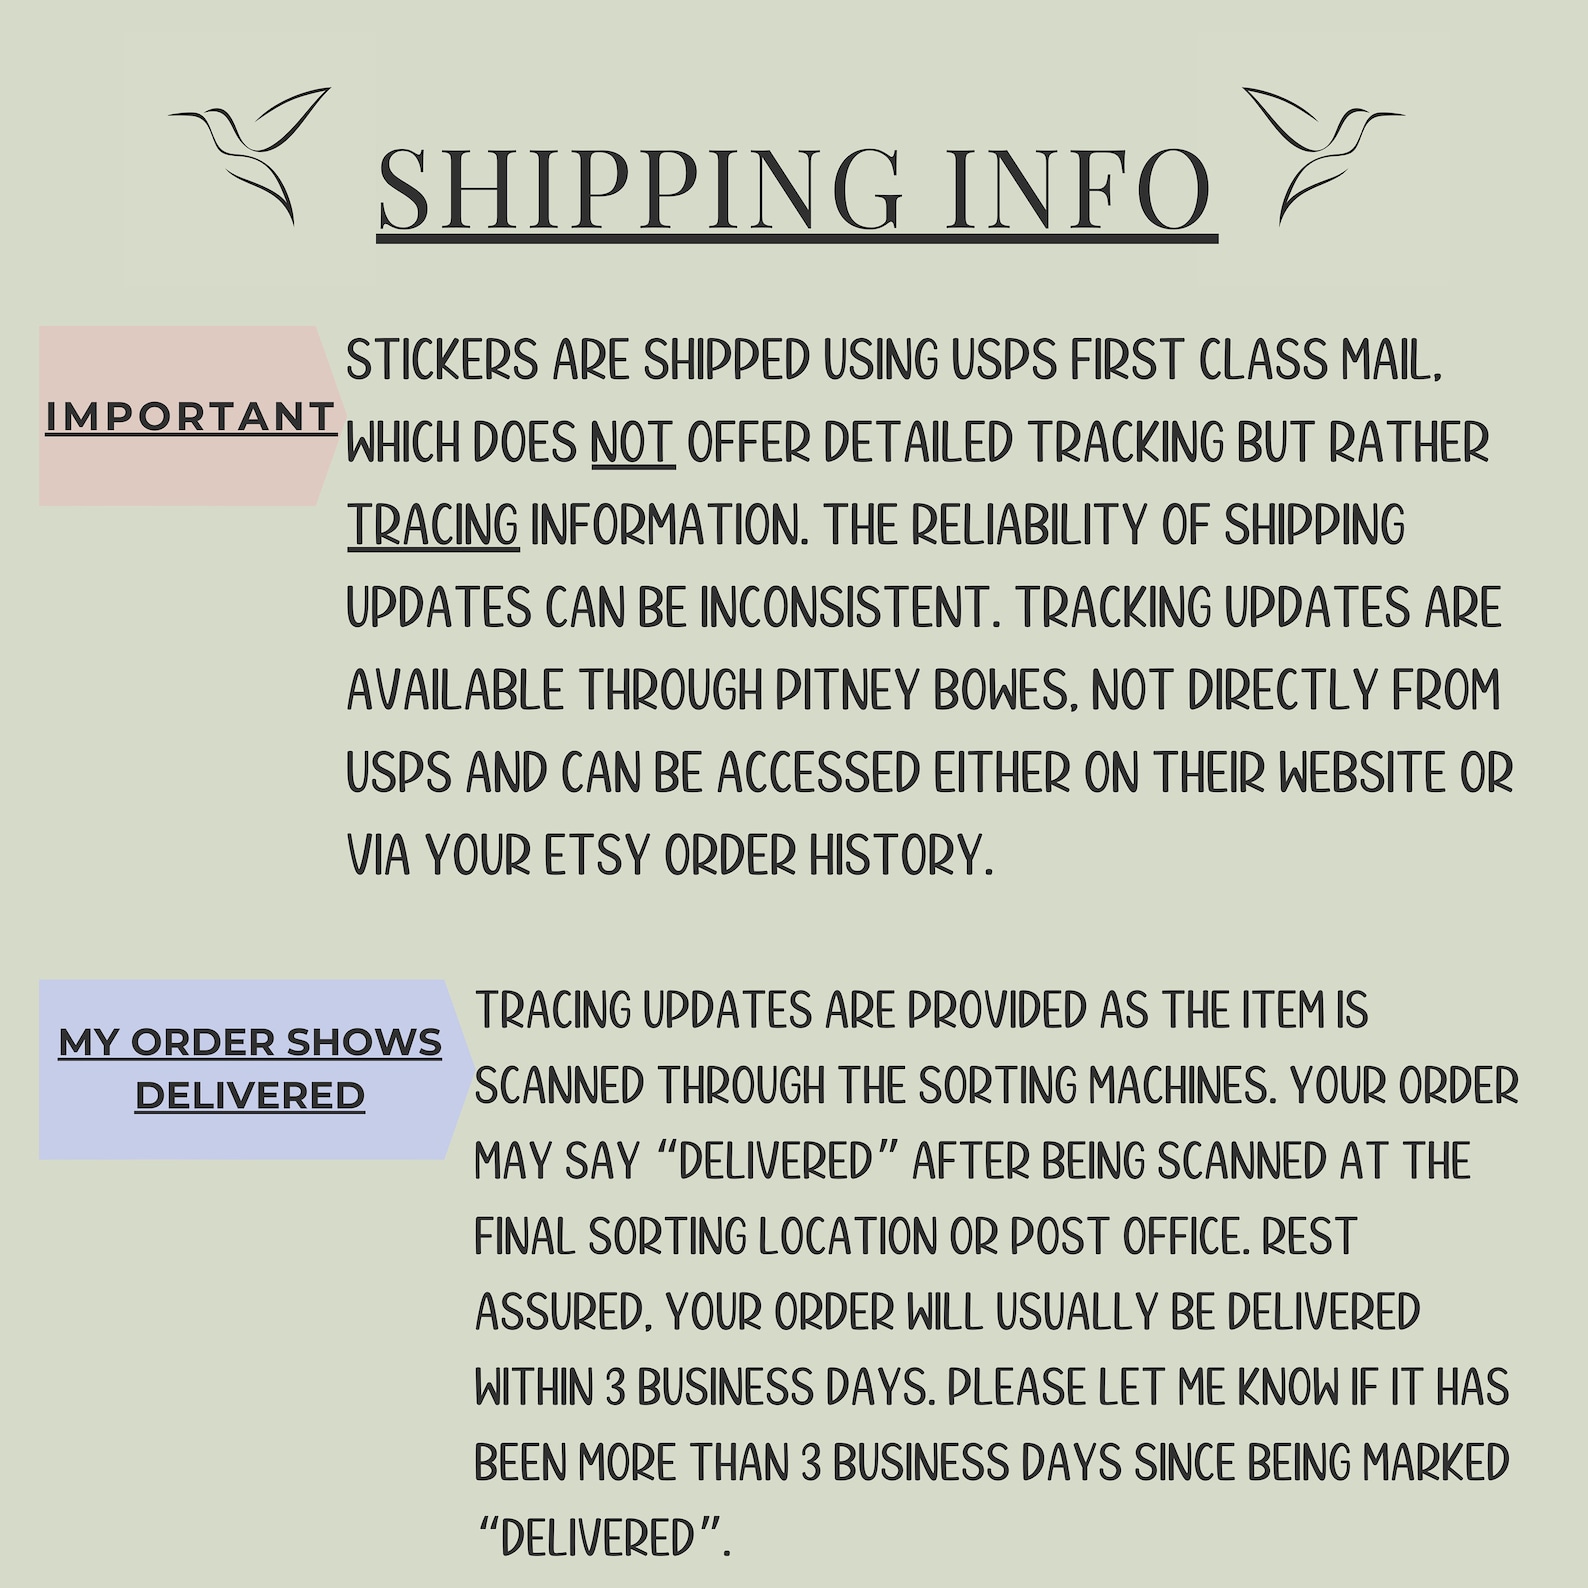 SHIPPING INFO
IMPORTANT
STICKERS ARE SHIPPED USING USPS FIRST CLASS MAIL,
WHICH DOES NOT OFFER DETAILED TRACKING BUT RATHER
TRACING INFORMATION. THE RELIABILITY OF SHIPPING
UPDATES CAN BE INCONSISTENT. TRACKING UPDATES ARE
AVAILABLE THROUGH PITNEY BOWES, NOT DIRECTLY FROM
USPS AND CAN BE ACCESSED EITHER ON THEIR WEBSITE OR
VIA YOUR ETSY ORDER HISTORY.
MY ORDER SHOWS
DELIVERED
TRACING UPDATES ARE PROVIDED AS THE ITEM IS
SCANNED THROUGH THE SORTING MACHINES. YOUR ORDER
MAY SAY “DELIVERED” AFTER BEING SCANNED AT THE
FINAL SORTING LOCATION OR POST OFFICE. REST
ASSURED, YOUR ORDER WILL USUALLY BE DELIVERED
WITHIN 3 BUSINESS DAYS. PLEASE LET ME KNOW IF IT HAS
BEEN MORE THAN 3 BUSINESS DAYS SINCE BEING MARKED
“DELIVERED”.